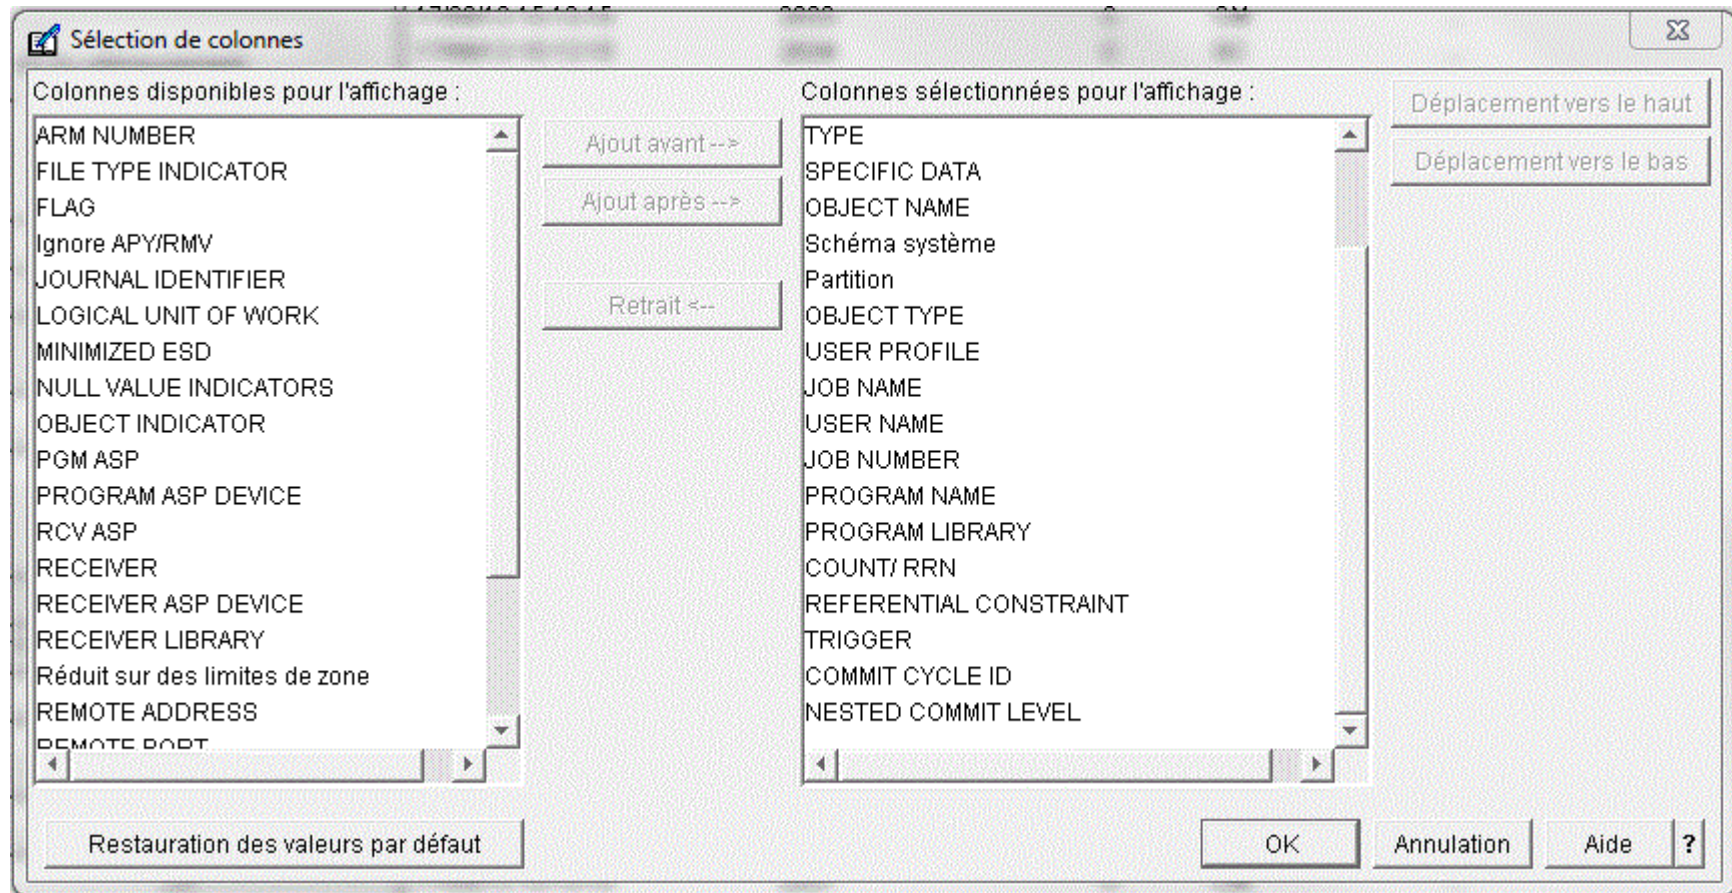 Sélection de colonnes
Colonnes disponibles pour l'affichage :
ARM NUMBER
FILE TYPE INDICATOR
FLAG
Ignore APY/RMV
JOURNAL IDENTIFIER
LOGICAL UNIT OF WORK
MINIMIZED ESD
NULL VALUE INDICATORS
OBJECT INDICATOR
PGM ASP
PROGRAM ASP DEVICE
RCV ASP
RECEIVER
RECEIVER ASP DEVICE
RECEIVER LIBRARY
Réduit sur des limites de zone
REMOTE ADDRESS
REMOTE PORT
Ajout avant -->
Ajout après -->
Retrait <--
Colonnes sélectionnées pour l'affichage :
TYPE
SPECIFIC DATA
OBJECT NAME
Schéma système
Partition
OBJECT TYPE
USER PROFILE
JOB NAME
USER NAME
JOB NUMBER
PROGRAM NAME
PROGRAM LIBRARY
COUNT/ RRN
REFERENTIAL CONSTRAINT
TRIGGER
COMMIT CYCLE ID
NESTED COMMIT LEVEL
Déplacement vers le haut
Déplacement vers le bas
Restauration des valeurs par défaut
OK
Annulation
Aide
?